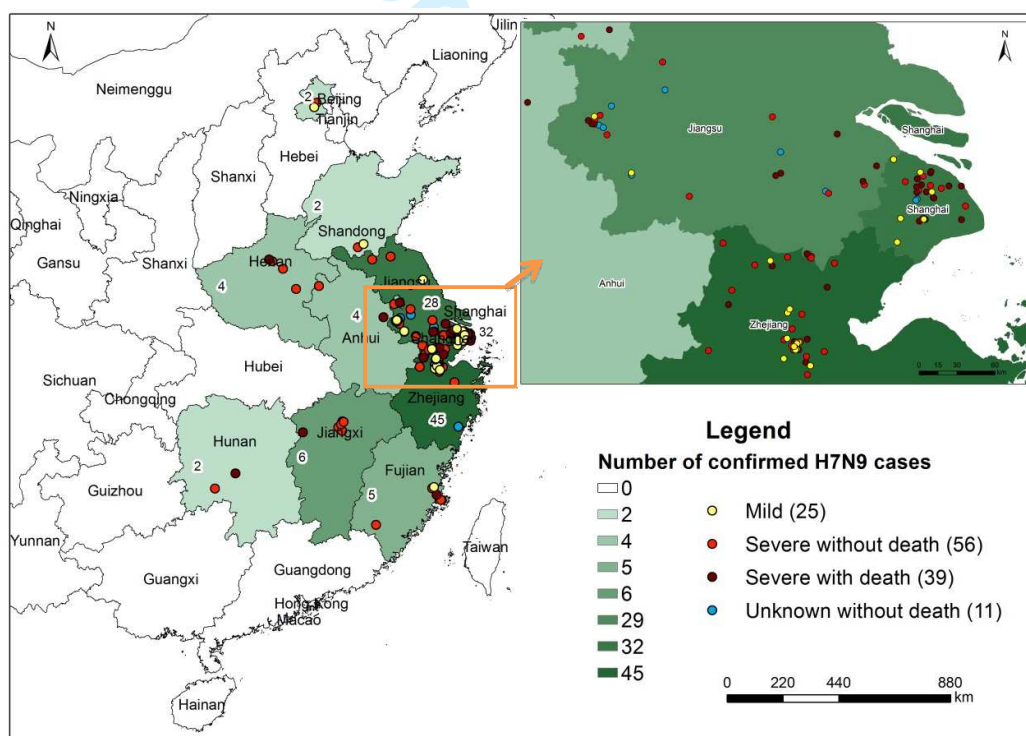 N
Jilin
Liaoning
Neimenggu
2
Beijing
Tianjin
Hebei
Shanxi
Ningxia
Qinghai
Gansu
Shanxi
2
Shandong
Henan
4
Jiangsu
28
4
Anhui
Shanghai
32
Hubei
Sichuan
Chongqing
Zhejiang
45
Hunan
2
Jiangxi
6
Fujian
5
Guizhou
Yunnan
Guangxi
Guangdong
Taiwan
Hong Kong
Macao
Hainan
N
Jiangsu
Shanghai
Shanghai
Anhui
Zhejiang
0 15 30 60
km
Legend
Number of confirmed H7N9 cases
0
2
4
5
6
29
32
45
Mild (25)
Severe without death (56)
Severe with death (39)
Unknown without death (11)
0 220 440 880
km